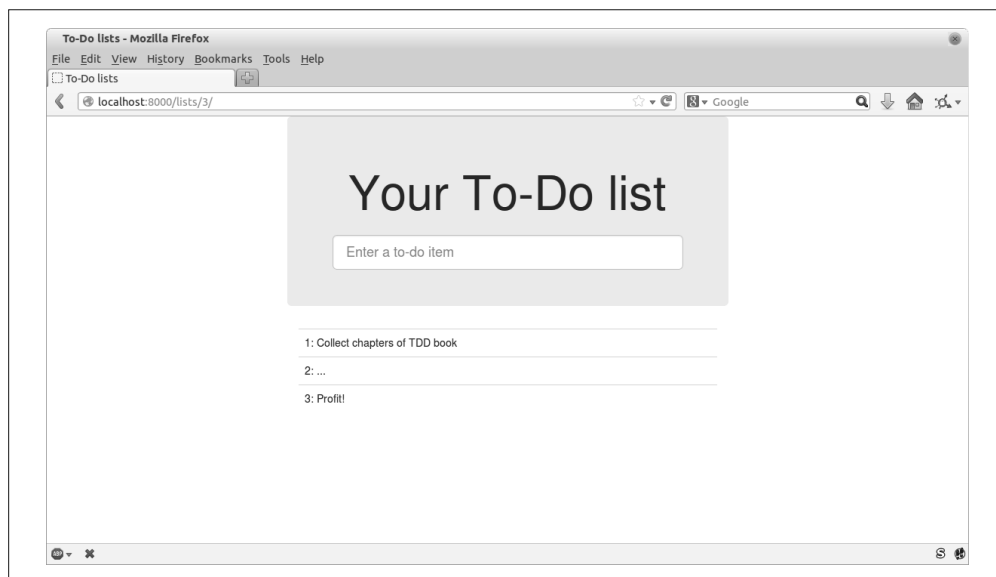 To-Do lists - Mozilla Firefox
File Edit View History Bookmarks Tools Help
To-Do lists
localhost:8000/lists/3/
Google
Your To-Do list
Enter a to-do item
1: Collect chapters of TDD book
2: ...
3: Profit!
ABP
S